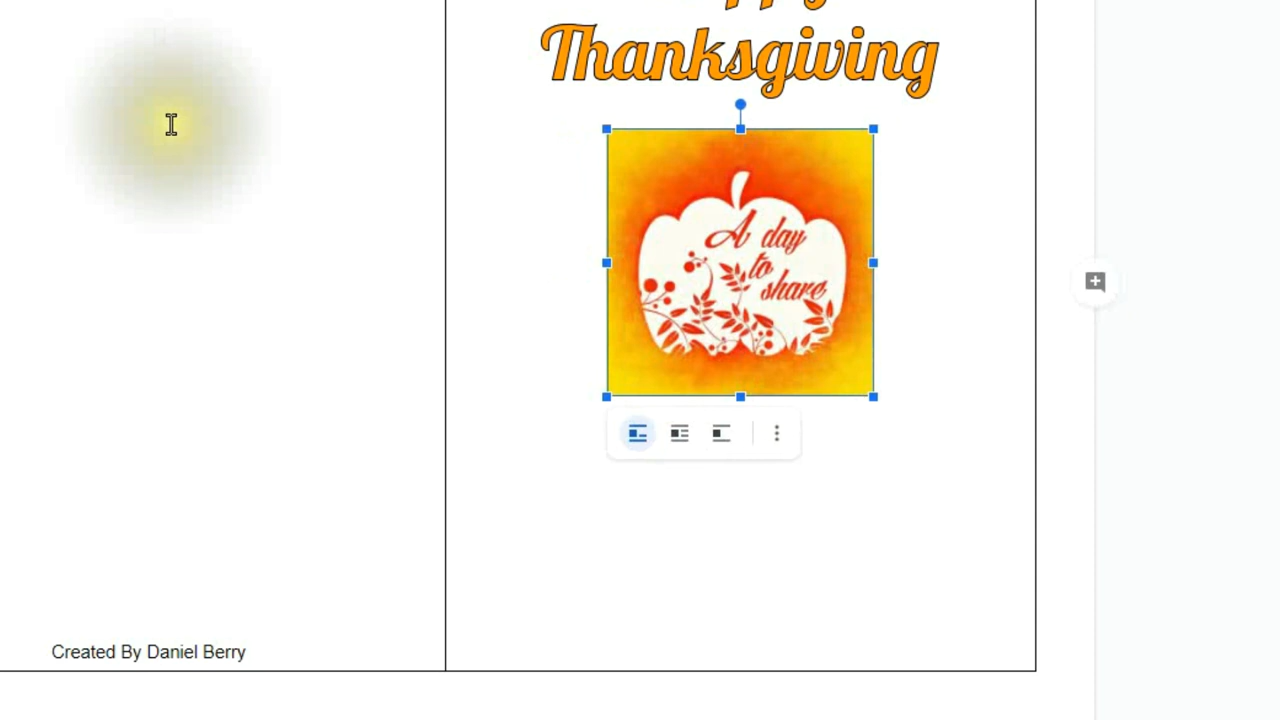 Thanksgiving
A day
to
share
Created By Daniel Berry